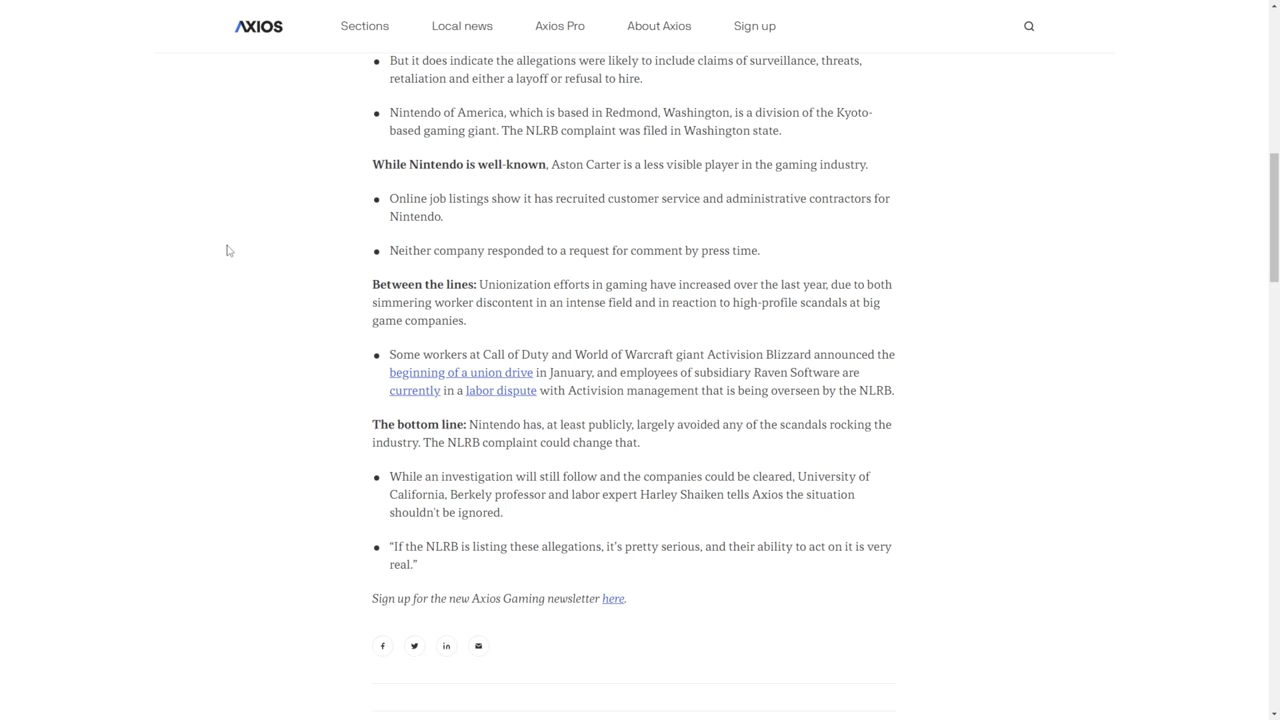 AXIOS
Sections
Local news
Axios Pro
About Axios
Sign up
But it does indicate the allegations were likely to include claims of surveillance, threats,
retaliation and either a layoff or refusal to hire.
Nintendo of America, which is based in Redmond, Washington, is a division of the Kyoto-
based gaming giant. The NLRB complaint was filed in Washington state.
While Nintendo is well-known, Aston Carter is a less visible player in the gaming industry.
Online job listings show it has recruited customer service and administrative contractors for
Nintendo.
Neither company responded to a request for comment by press time.
Between the lines: Unionization efforts in gaming have increased over the last year, due to both
simmering worker discontent in an intense field and in reaction to high-profile scandals at big
game companies.
Some workers at Call of Duty and World of Warcraft giant Activision Blizzard announced the
beginning of a union drive in January, and employees of subsidiary Raven Software are
currently in a labor dispute with Activision management that is being overseen by the NLRB.
The bottom line: Nintendo has, at least publicly, largely avoided any of the scandals rocking the
industry. The NLRB complaint could change that.
While an investigation will still follow and the companies could be cleared, University of
California, Berkely professor and labor expert Harley Shaiken tells Axios the situation
shouldn't be ignored.
“If the NLRB is listing these allegations, it’s pretty serious, and their ability to act on it is very
real.”
Sign up for the new Axios Gaming newsletter here.